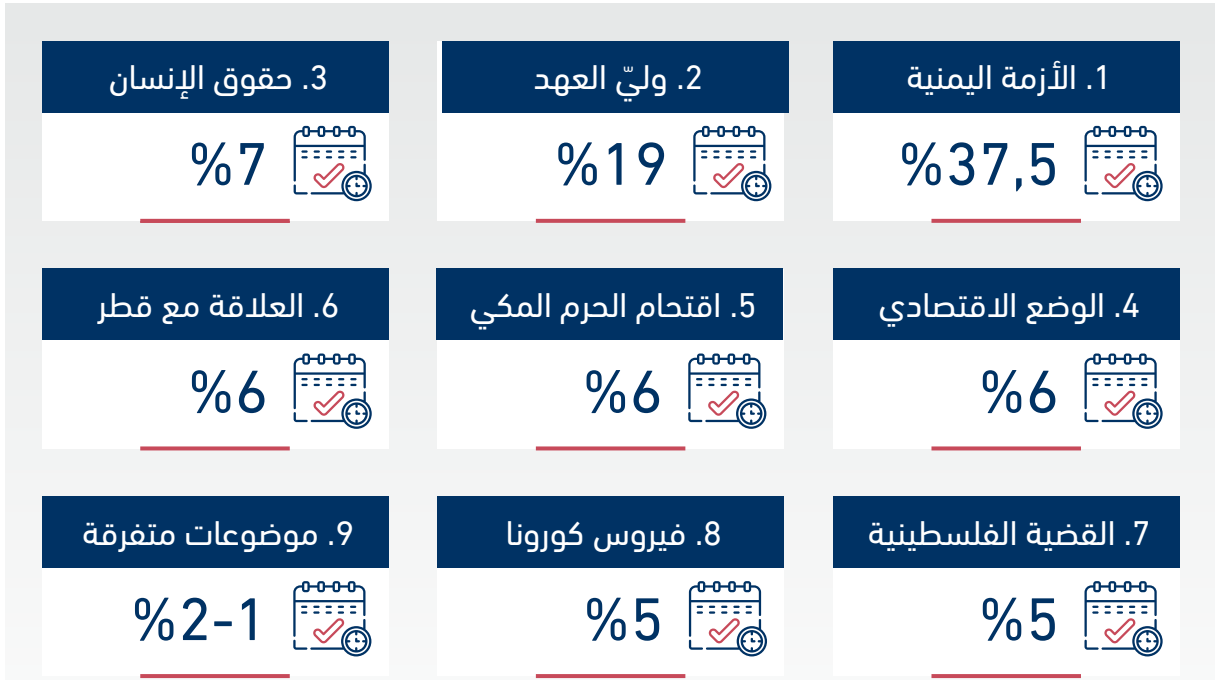 1. الأزمة اليمنية
%37,5
2. وليّ العهد
%19
3. حقوق الإنسان
%7
4. الوضع الاقتصادي
%6
5. اقتحام الحرم المكي
%6
6. العلاقة مع قطر
%6
7. القضية الفلسطينية
%5
8. فيروس كورونا
%5
9. موضوعات متفرقة
%2-1